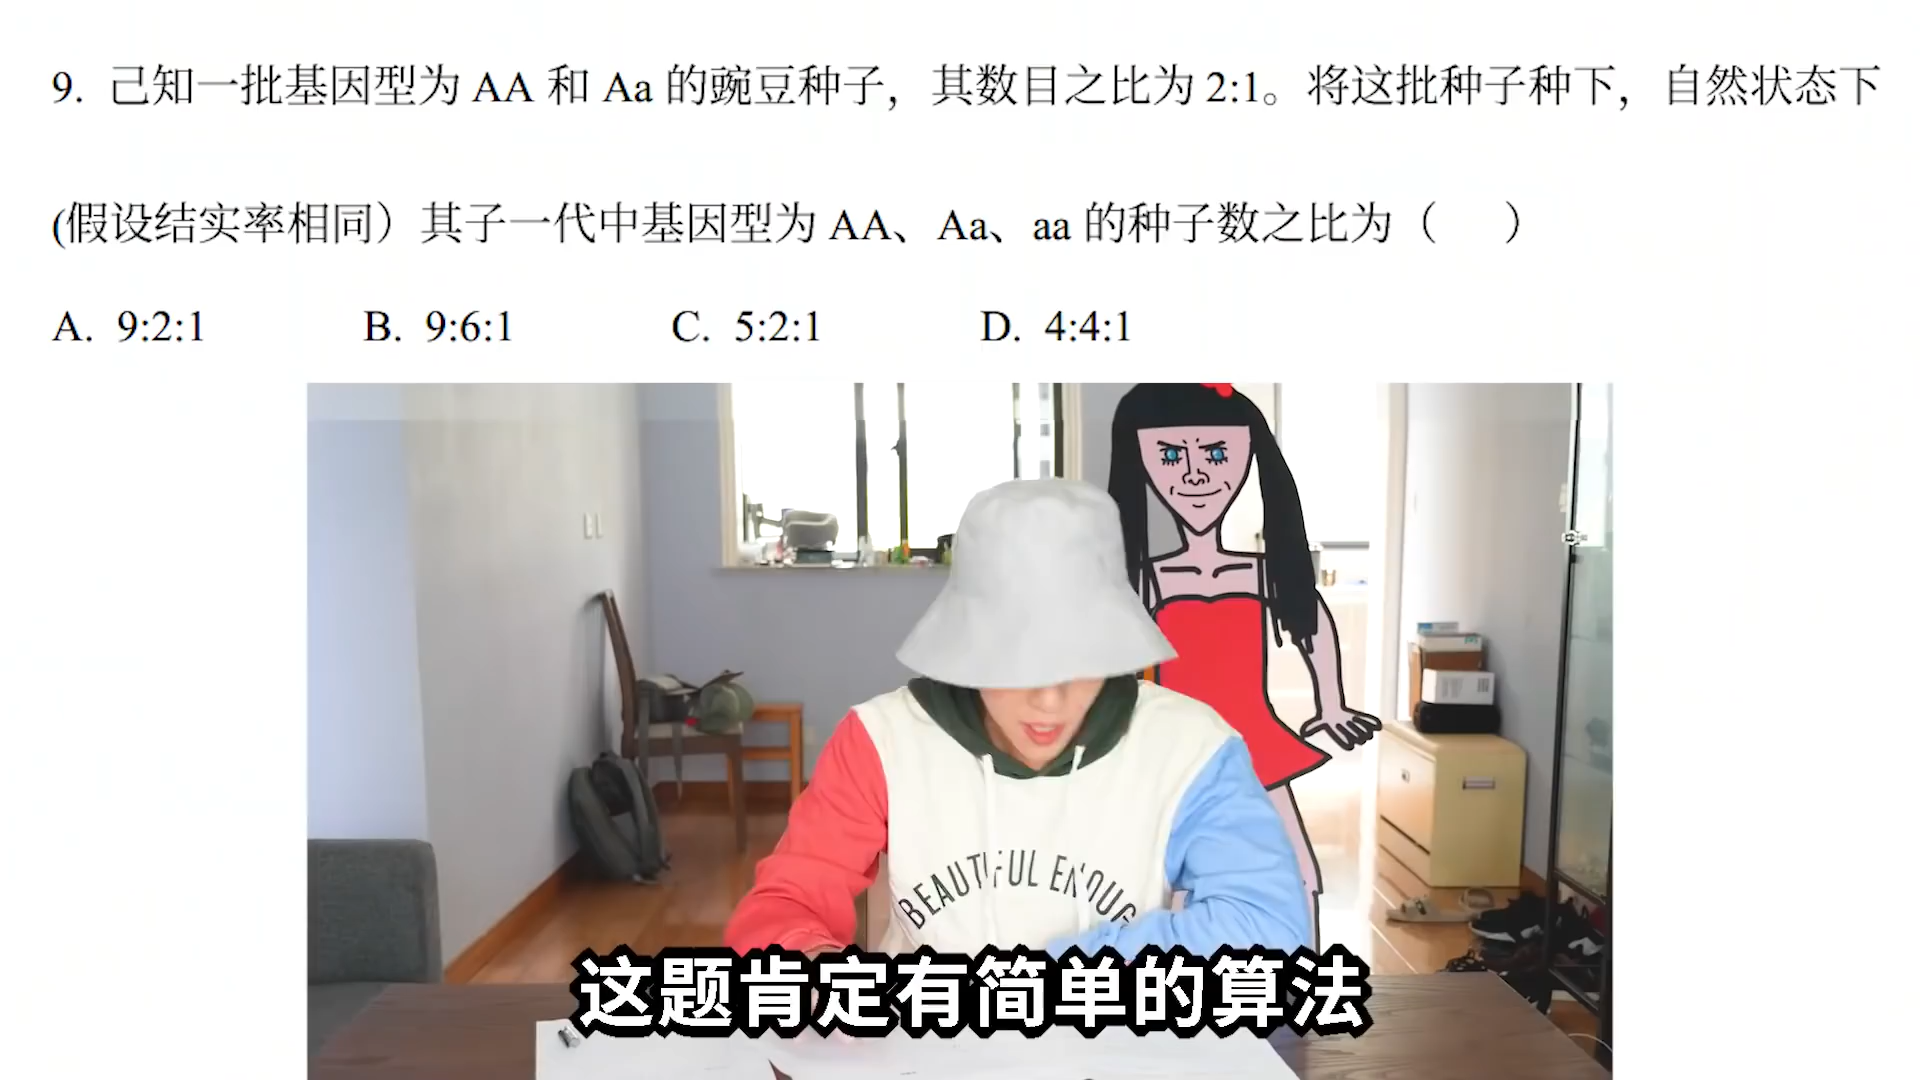 9. 己知一批基因型为 AA 和 Aa 的豌豆种子，其数目之比为 2:1。将这批种子种下，自然状态下
(假设结实率相同）其子一代中基因型为 AA、Aa、aa 的种子数之比为（　　）
A. 9:2:1　B. 9:6:1　C. 5:2:1　D. 4:4:1
BEAUTIFUL ENOUG
这题肯定有简单的算法